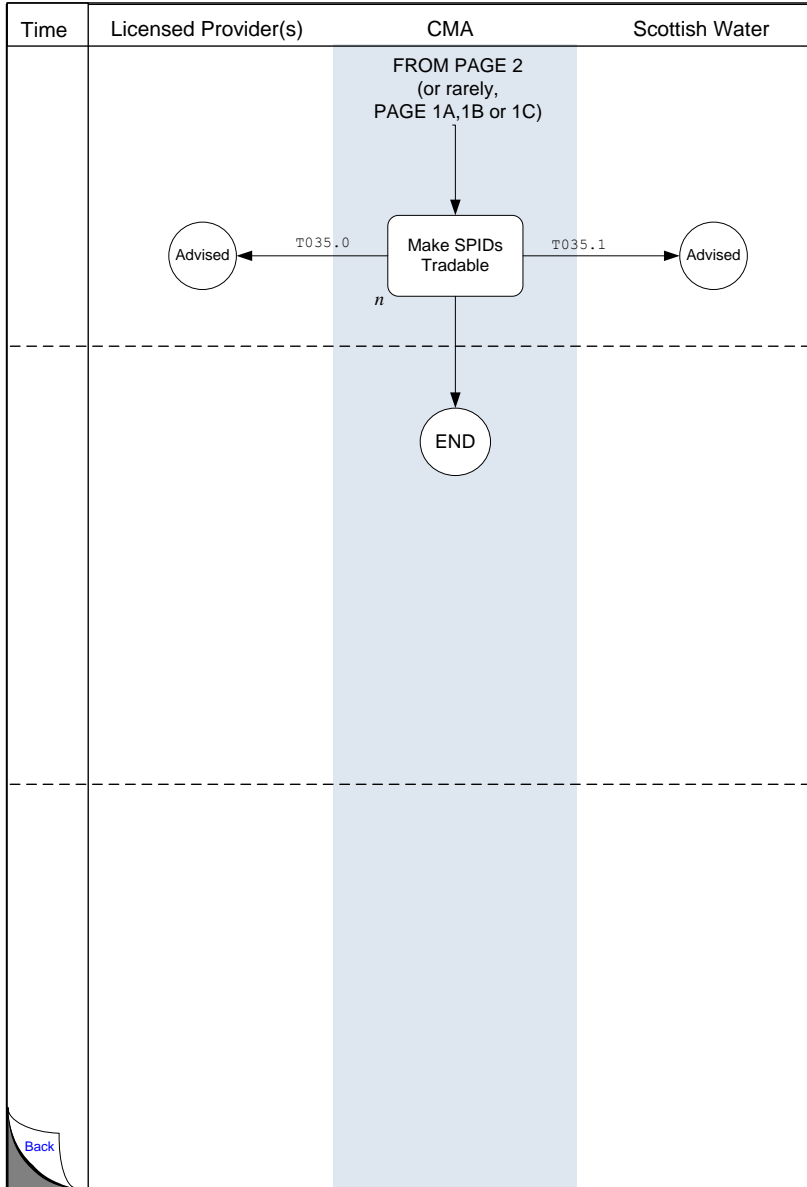 Time
Licensed Provider(s)
CMA
Scottish Water
FROM PAGE 2
(or rarely,
PAGE 1A,1B or 1C)
Advised
T035.0
Make SPIDs
Tradable
T035.1
Advised
n
END
Back